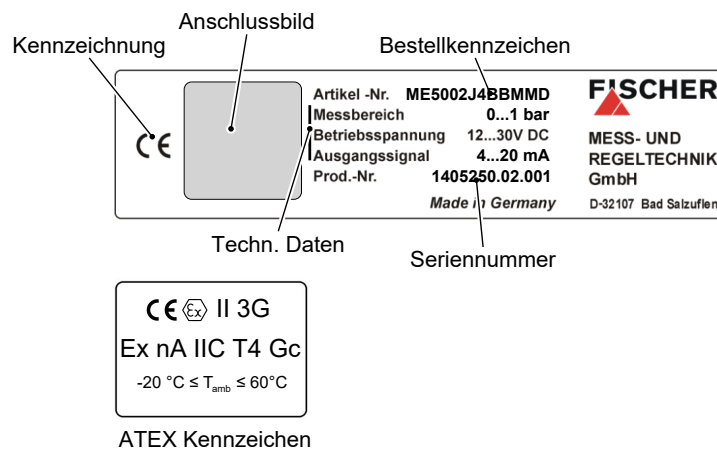 Anschlussbild
Kennzeichnung
Bestellkennzeichen
CE
Artikel -Nr. ME5002J4BBMMD
Messbereich 0...1 bar
Betriebsspannung 12...30V DC
Ausgangssignal 4...20 mA
Prod.-Nr. 1405250.02.001
Made in Germany
FISCHER
MESS- UND
REGELTECHNIK
GmbH
D-32107 Bad Salzuflen
Techn. Daten
Seriennummer
CE Ex II 3G
Ex nA IIC T4 Gc
-20 °C ≤ Tamb ≤ 60°C
ATEX Kennzeichen